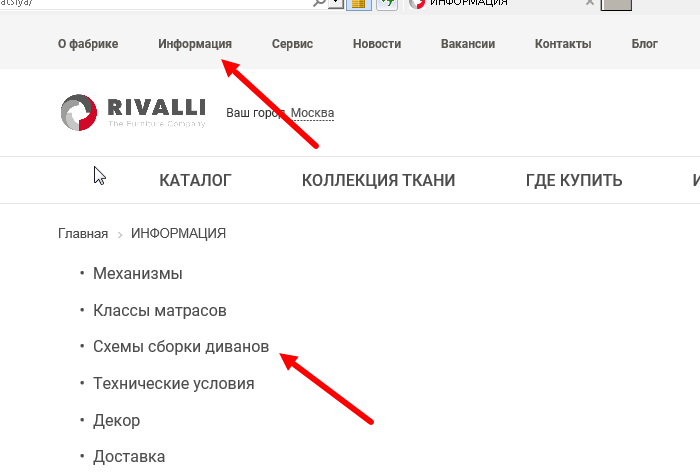 atsiya/
ИНФОРМАЦИЯ
О фабрике Информация Сервис Новости Вакансии Контакты Блог
RIVALLI
The Furniture Company
Ваш город Москва
КАТАЛОГ КОЛЛЕКЦИЯ ТКАНИ ГДЕ КУПИТЬ
Главная > ИНФОРМАЦИЯ
• Механизмы
• Классы матрасов
• Схемы сборки диванов
• Технические условия
• Декор
• Доставка